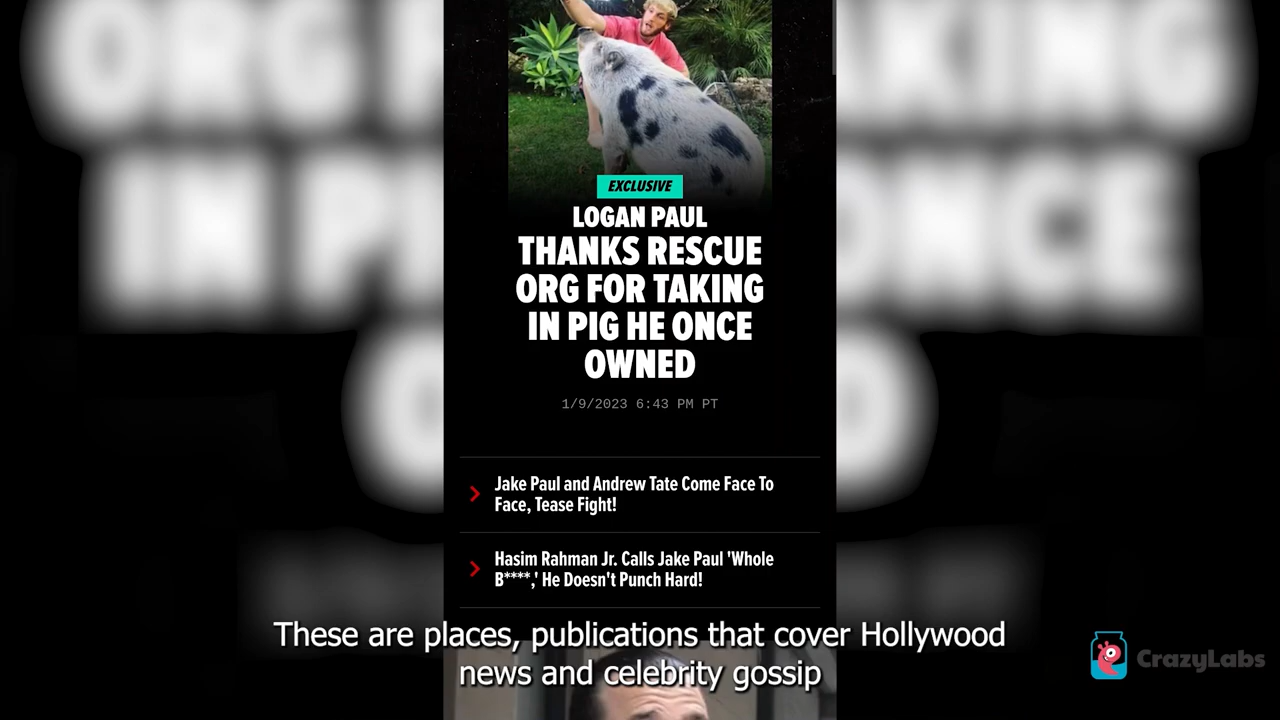 EXCLUSIVE
LOGAN PAUL
THANKS RESCUE
ORG FOR TAKING
IN PIG HE ONCE
OWNED
1/9/2023 6:43 PM PT
Jake Paul and Andrew Tate Come Face To
Face, Tease Fight!
Hasim Rahman Jr. Calls Jake Paul 'Whole
B****,' He Doesn't Punch Hard!
These are places, publications that cover Hollywood
news and celebrity gossip
CrazyLabs